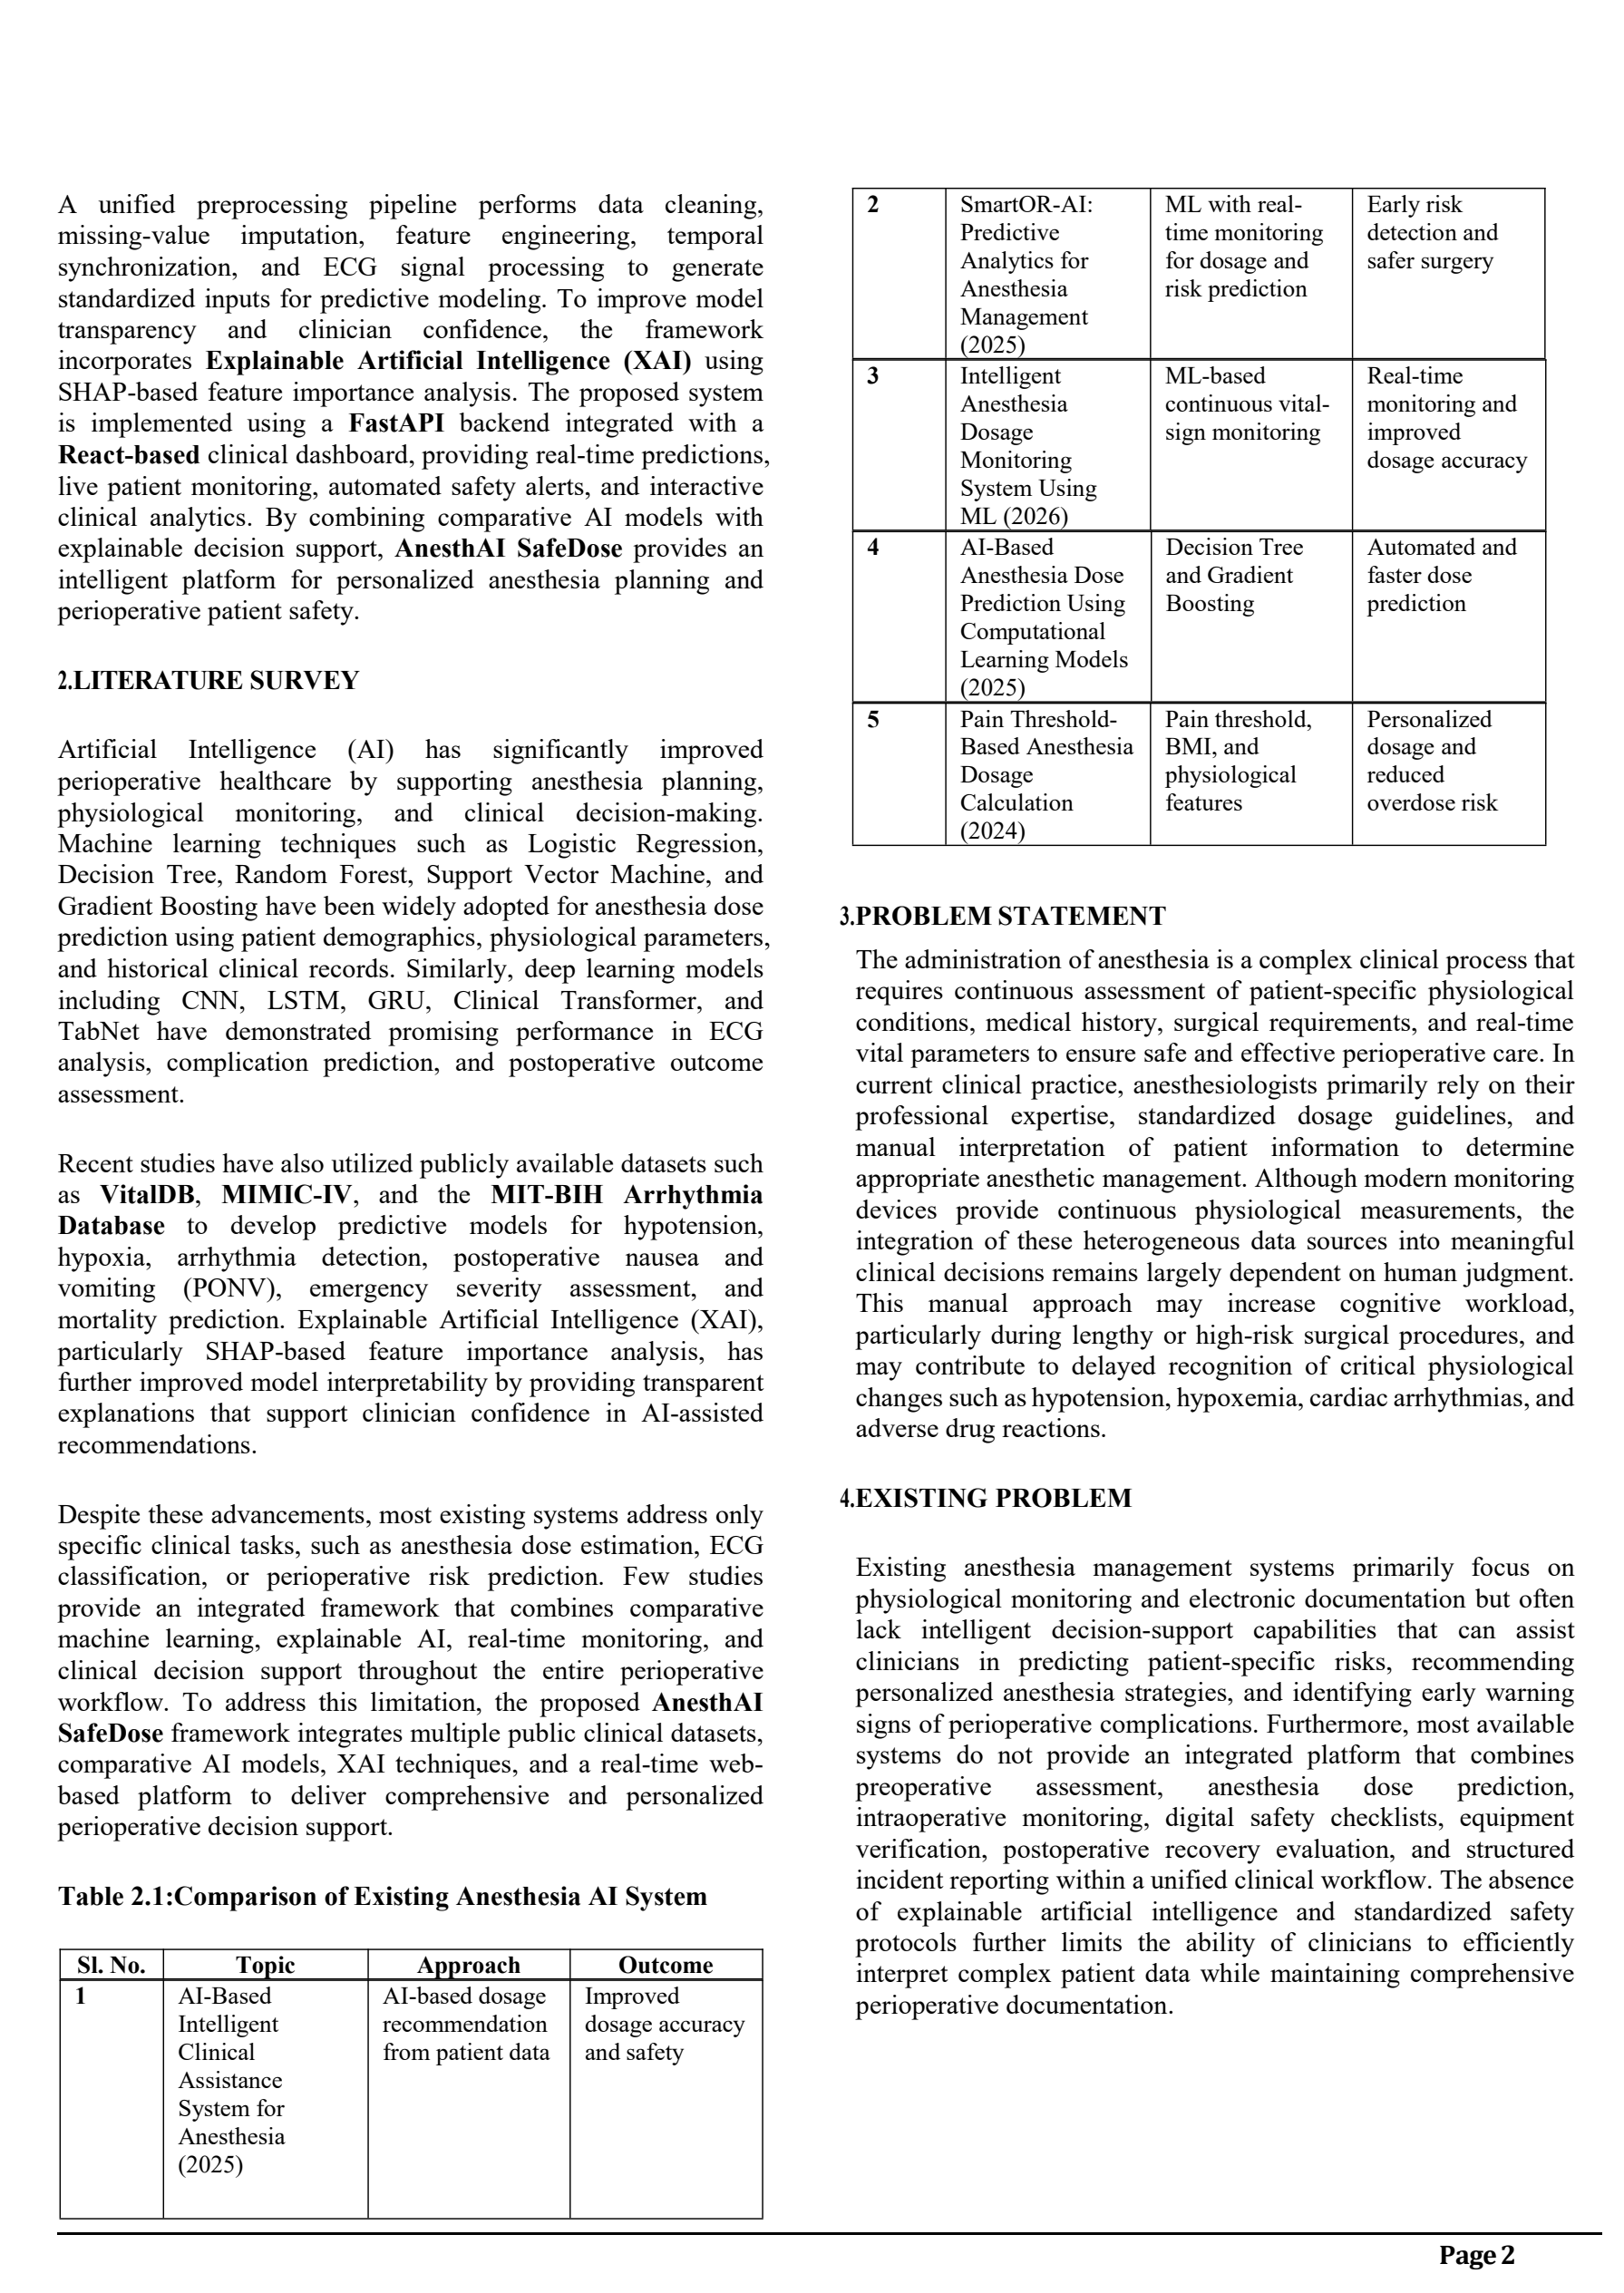 A unified preprocessing pipeline performs data cleaning,
missing-value imputation, feature engineering, temporal
synchronization, and ECG signal processing to generate
standardized inputs for predictive modeling. To improve model
transparency and clinician confidence, the framework
incorporates Explainable Artificial Intelligence (XAI) using
SHAP-based feature importance analysis. The proposed system
is implemented using a FastAPI backend integrated with a
React-based clinical dashboard, providing real-time predictions,
live patient monitoring, automated safety alerts, and interactive
clinical analytics. By combining comparative AI models with
explainable decision support, AnesthAI SafeDose provides an
intelligent platform for personalized anesthesia planning and
perioperative patient safety.
2.LITERATURE SURVEY
Artificial Intelligence (AI) has significantly improved
perioperative healthcare by supporting anesthesia planning,
physiological monitoring, and clinical decision-making.
Machine learning techniques such as Logistic Regression,
Decision Tree, Random Forest, Support Vector Machine, and
Gradient Boosting have been widely adopted for anesthesia dose
prediction using patient demographics, physiological parameters,
and historical clinical records. Similarly, deep learning models
including CNN, LSTM, GRU, Clinical Transformer, and
TabNet have demonstrated promising performance in ECG
analysis, complication prediction, and postoperative outcome
assessment.
Recent studies have also utilized publicly available datasets such
as VitalDB, MIMIC-IV, and the MIT-BIH Arrhythmia
Database to develop predictive models for hypotension,
hypoxia, arrhythmia detection, postoperative nausea and
vomiting (PONV), emergency severity assessment, and
mortality prediction. Explainable Artificial Intelligence (XAI),
particularly SHAP-based feature importance analysis, has
further improved model interpretability by providing transparent
explanations that support clinician confidence in AI-assisted
recommendations.
Despite these advancements, most existing systems address only
specific clinical tasks, such as anesthesia dose estimation, ECG
classification, or perioperative risk prediction. Few studies
provide an integrated framework that combines comparative
machine learning, explainable AI, real-time monitoring, and
clinical decision support throughout the entire perioperative
workflow. To address this limitation, the proposed AnesthAI
SafeDose framework integrates multiple public clinical datasets,
comparative AI models, XAI techniques, and a real-time web-
based platform to deliver comprehensive and personalized
perioperative decision support.
Table 2.1:Comparison of Existing Anesthesia AI System
Sl. No. Topic Approach Outcome
1 AI-Based AI-based dosage Improved
Intelligent recommendation dosage accuracy
Clinical from patient data and safety
Assistance
System for
Anesthesia
(2025)
2 SmartOR-AI: ML with real- Early risk
Predictive time monitoring detection and
Analytics for for dosage and safer surgery
Anesthesia risk prediction
Management
(2025)
3 Intelligent ML-based Real-time
Anesthesia continuous vital- monitoring and
Dosage sign monitoring improved
Monitoring dosage accuracy
System Using
ML (2026)
4 AI-Based Decision Tree Automated and
Anesthesia Dose and Gradient faster dose
Prediction Using Boosting prediction
Computational
Learning Models
(2025)
5 Pain Threshold- Pain threshold, Personalized
Based Anesthesia BMI, and dosage and
Dosage physiological reduced
Calculation features overdose risk
(2024)
3.PROBLEM STATEMENT
The administration of anesthesia is a complex clinical process that
requires continuous assessment of patient-specific physiological
conditions, medical history, surgical requirements, and real-time
vital parameters to ensure safe and effective perioperative care. In
current clinical practice, anesthesiologists primarily rely on their
professional expertise, standardized dosage guidelines, and
manual interpretation of patient information to determine
appropriate anesthetic management. Although modern monitoring
devices provide continuous physiological measurements, the
integration of these heterogeneous data sources into meaningful
clinical decisions remains largely dependent on human judgment.
This manual approach may increase cognitive workload,
particularly during lengthy or high-risk surgical procedures, and
may contribute to delayed recognition of critical physiological
changes such as hypotension, hypoxemia, cardiac arrhythmias, and
adverse drug reactions.
4.EXISTING PROBLEM
Existing anesthesia management systems primarily focus on
physiological monitoring and electronic documentation but often
lack intelligent decision-support capabilities that can assist
clinicians in predicting patient-specific risks, recommending
personalized anesthesia strategies, and identifying early warning
signs of perioperative complications. Furthermore, most available
systems do not provide an integrated platform that combines
preoperative assessment, anesthesia dose prediction,
intraoperative monitoring, digital safety checklists, equipment
verification, postoperative recovery evaluation, and structured
incident reporting within a unified clinical workflow. The absence
of explainable artificial intelligence and standardized safety
protocols further limits the ability of clinicians to efficiently
interpret complex patient data while maintaining comprehensive
perioperative documentation.
Page 2